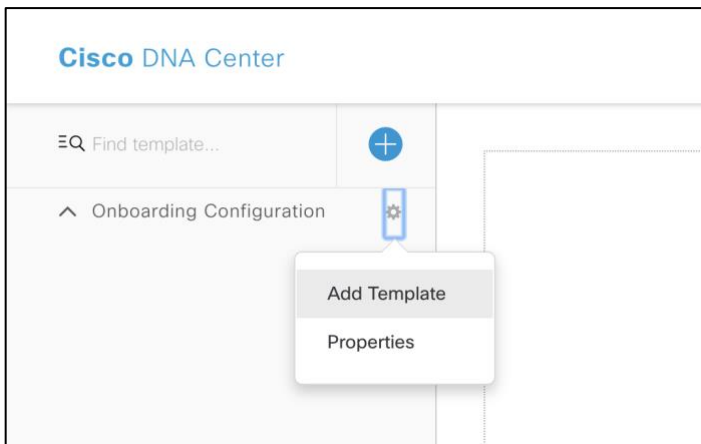 Cisco DNA Center
Find template...
Onboarding Configuration
Add Template
Properties